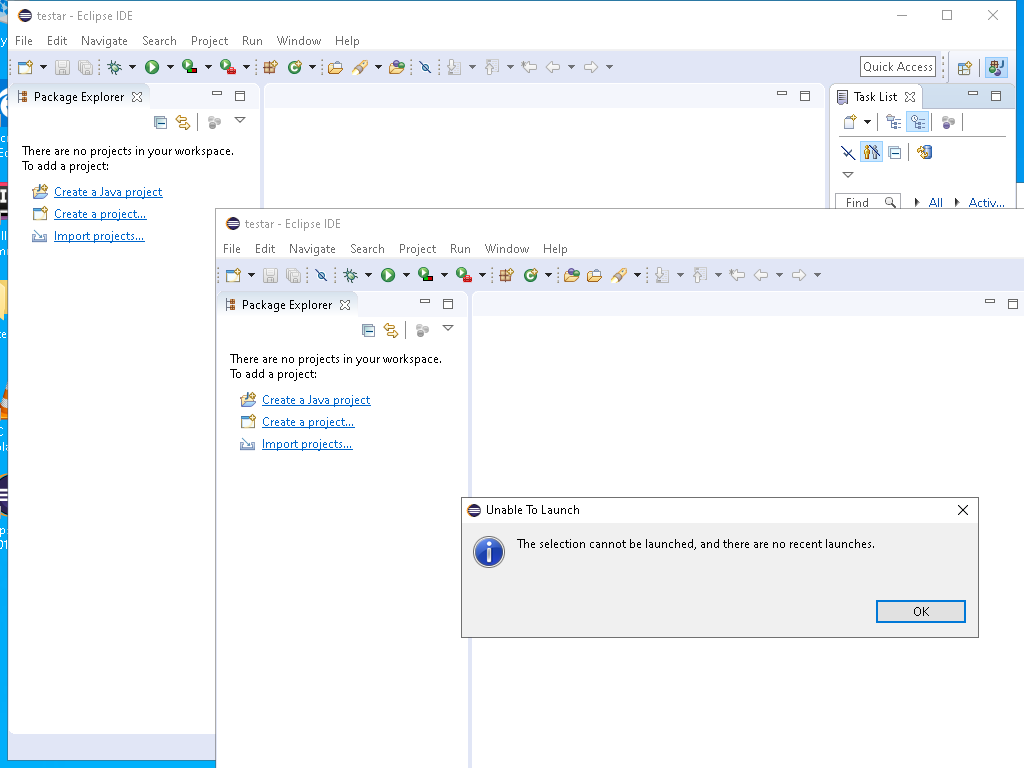 testar - Eclipse IDE
File Edit Navigate Search Project Run Window Help
Quick Access
Package Explorer
Task List
There are no projects in your workspace.
To add a project:
Create a Java project
Create a project...
Import projects...
Find All Activ...
testar - Eclipse IDE
File Edit Navigate Search Project Run Window Help
Package Explorer
There are no projects in your workspace.
To add a project:
Create a Java project
Create a project...
Import projects...
Unable To Launch
The selection cannot be launched, and there are no recent launches.
OK